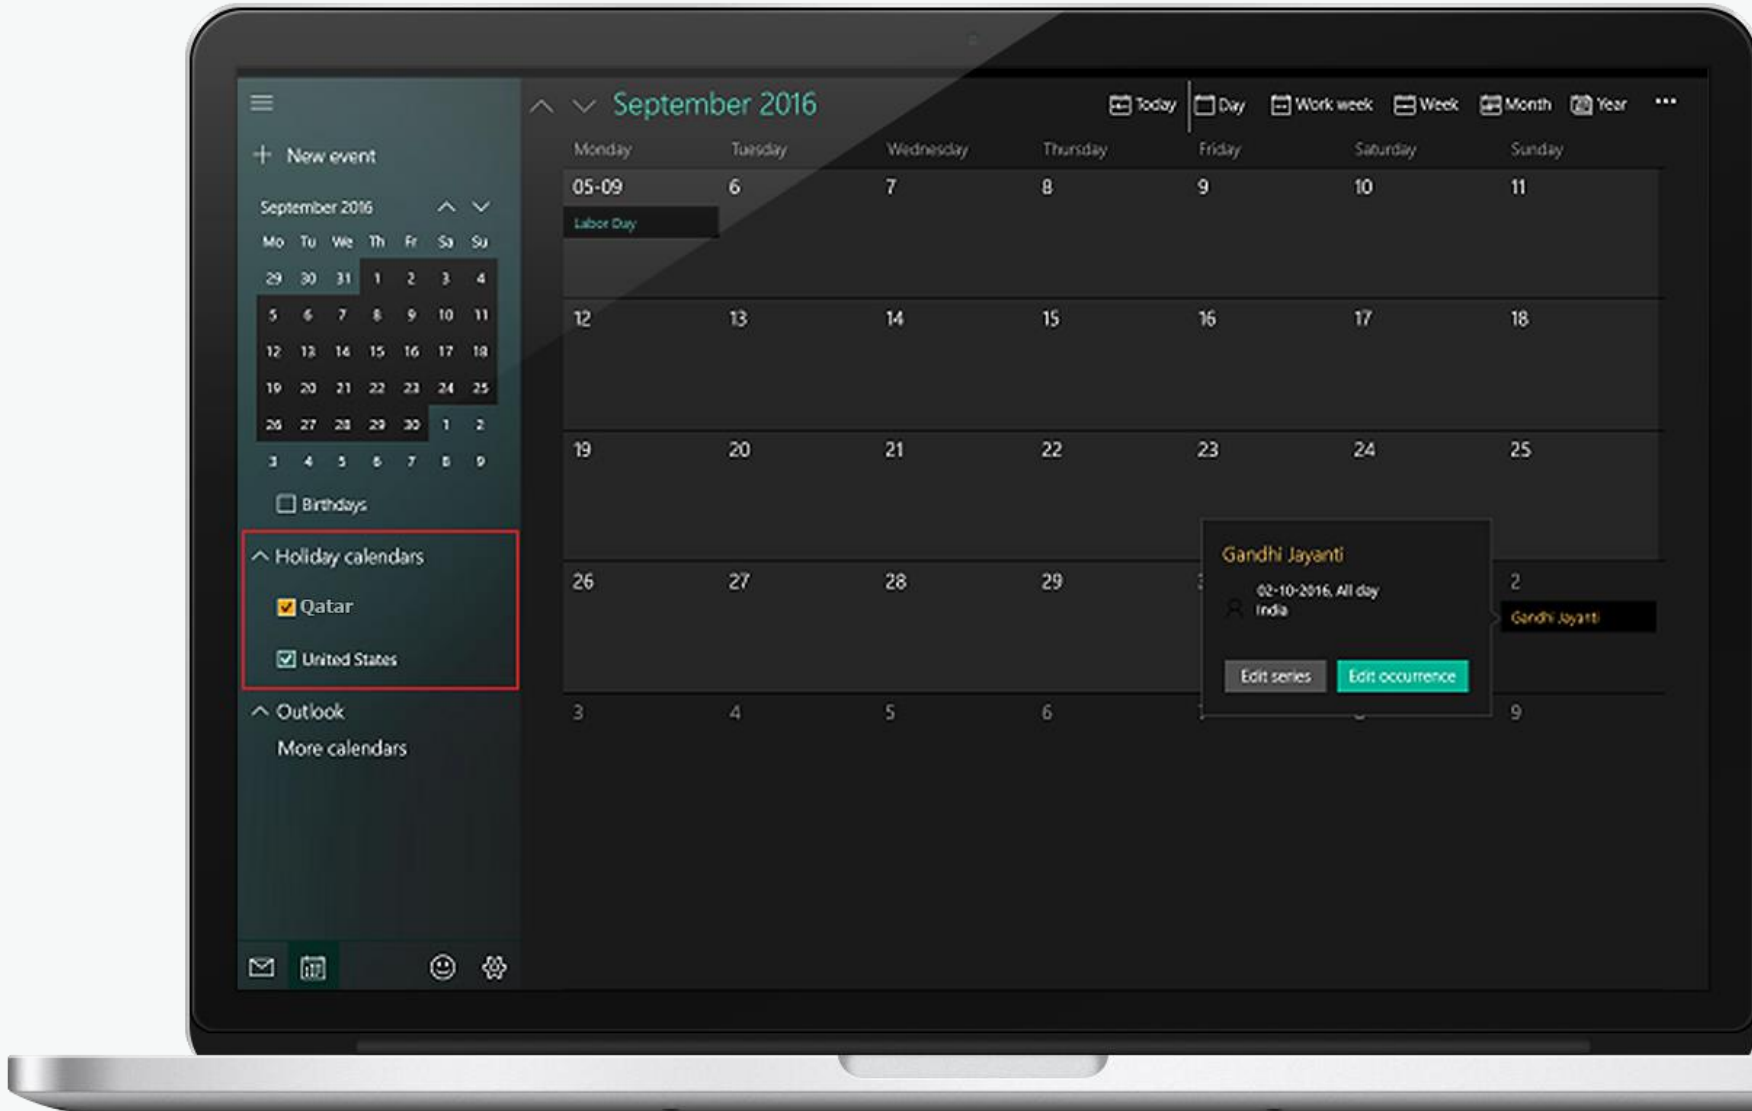 September 2016
Today Day Work week Week Month Year
New event
September 2016
Mo Tu We Th Fr Sa Su
29 30 31 1 2 3 4
5 6 7 8 9 10 11
12 13 14 15 16 17 18
19 20 21 22 23 24 25
26 27 28 29 30 1 2
3 4 5 6 7 8 9
Birthdays
Holiday calendars
Qatar
United States
Outlook
More calendars
Monday Tuesday Wednesday Thursday Friday Saturday Sunday
05-09 6 7 8 9 10 11
Labor Day
12 13 14 15 16 17 18
19 20 21 22 23 24 25
26 27 28 29 2
Gandhi Jayanti
3 4 5 6 9
Gandhi Jayanti
02-10-2016, All day
India
Edit series Edit occurrence